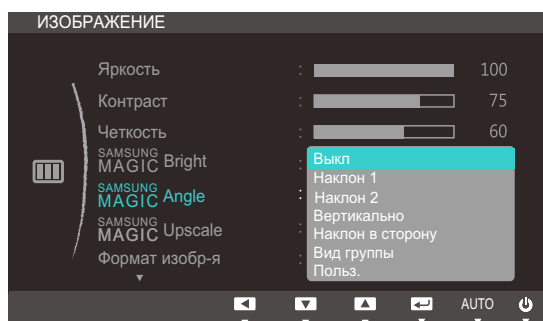 ИЗОБРАЖЕНИЕ
Яркость : 100
Контраст : 75
Четкость : 60
SAMSUNG MAGIC Bright :
SAMSUNG MAGIC Angle :
SAMSUNG MAGIC Upscale :
Формат изобр-я :
Выкл
Наклон 1
Наклон 2
Вертикально
Наклон в сторону
Вид группы
Польз.
AUTO